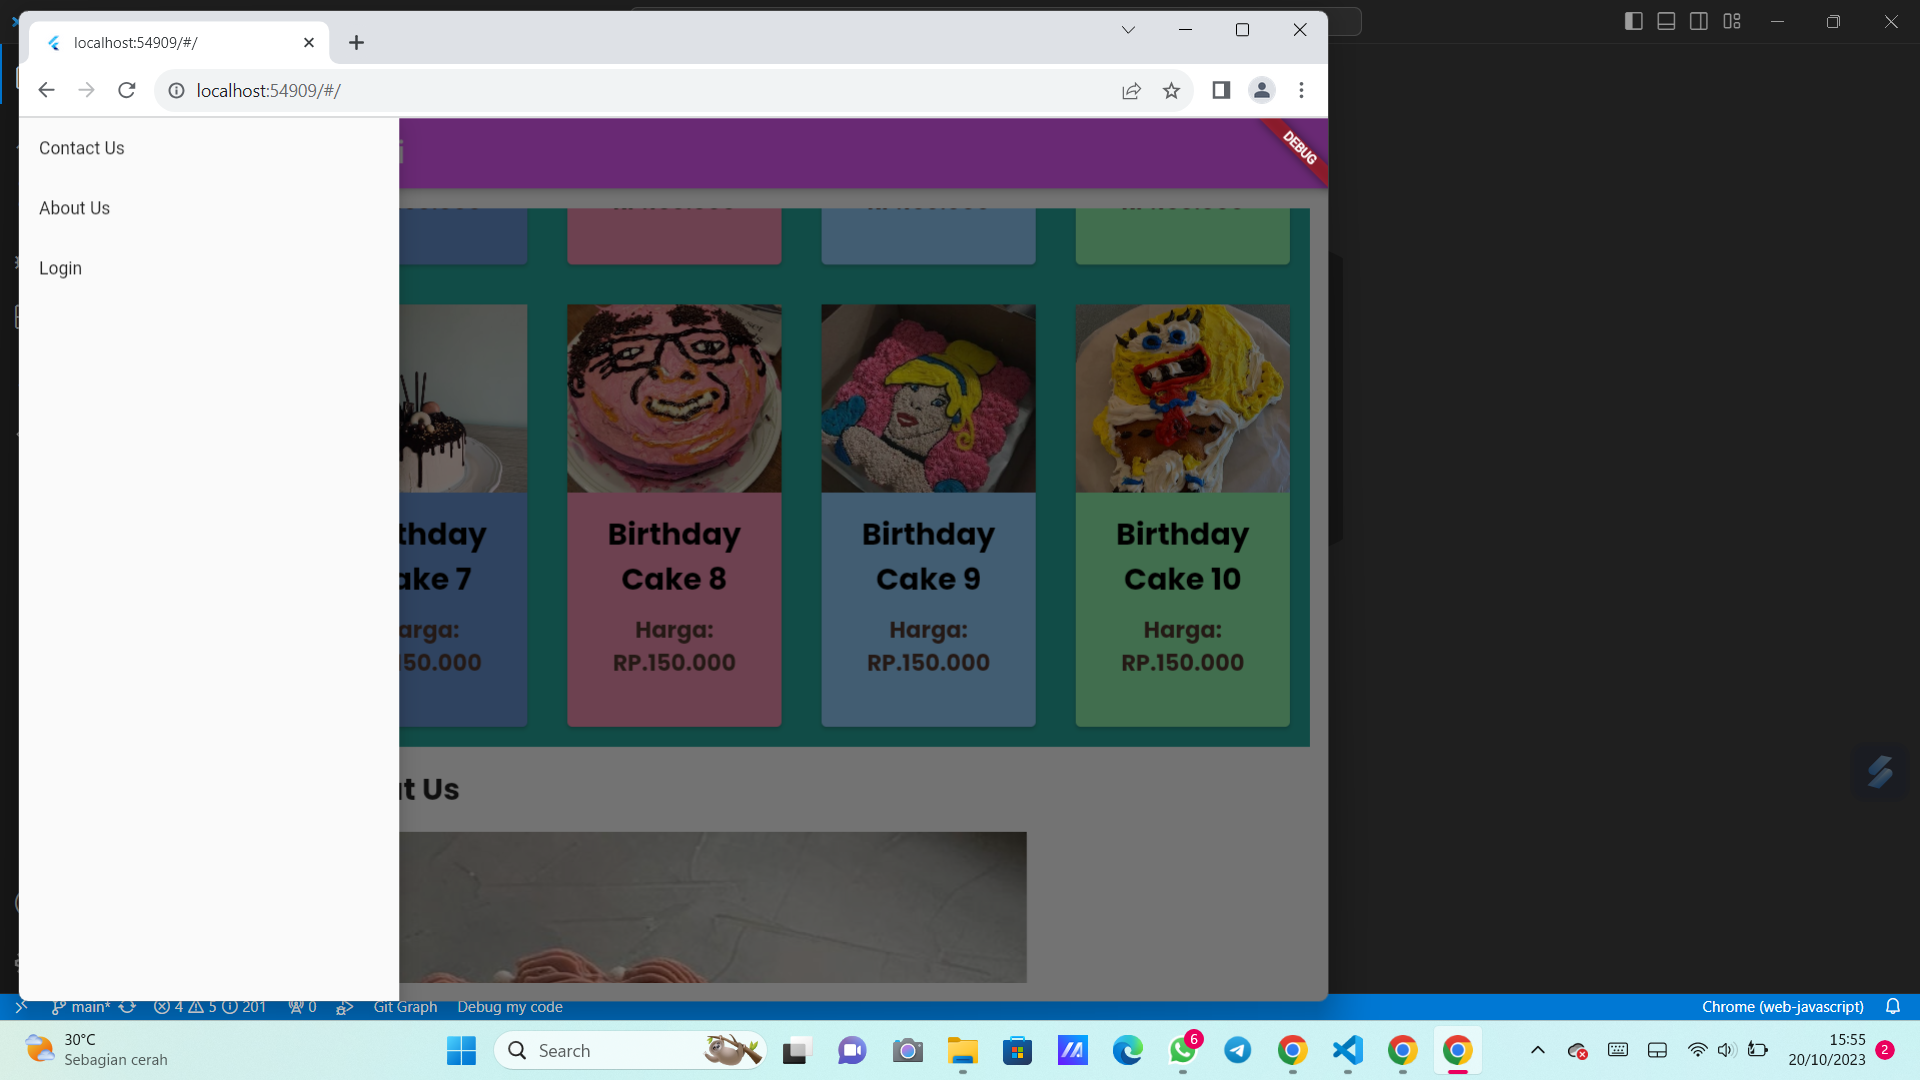 localhost:54909/#/
localhost:54909/#/
Contact Us
About Us
Login
DEBUG
thday
ake 7
arga:
150.000
Birthday
Cake 8
Harga:
RP.150.000
Birthday
Cake 9
Harga:
RP.150.000
Birthday
Cake 10
Harga:
RP.150.000
t Us
main*
4 5 201
0
Git Graph
Debug my code
Chrome (web-javascript)
30°C
Sebagian cerah
Search
6
15:55
20/10/2023
2